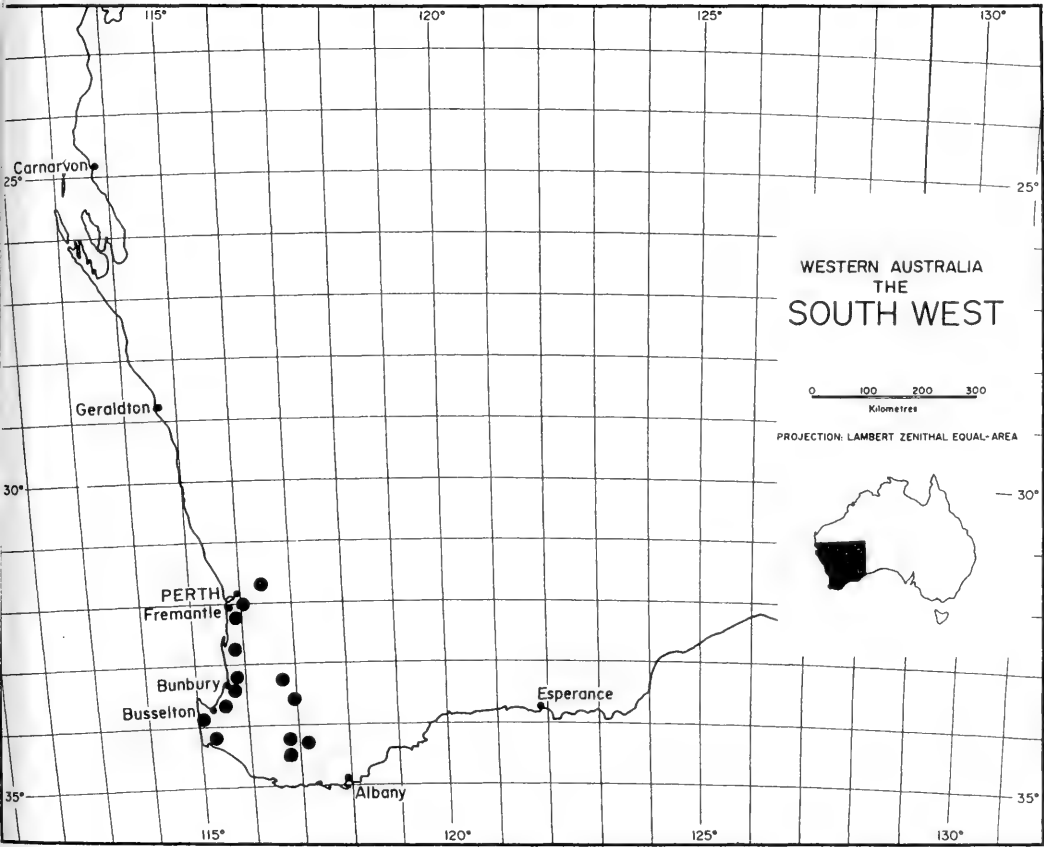 115° 120° 125° 130°
Carnarvon
25° 25°
WESTERN AUSTRALIA
THE
SOUTH WEST
0 100 200 300
Kilometres
Geraldton
PROJECTION: LAMBERT ZENITHAL EQUAL-AREA
30° 30°
PERTH
Fremantle
Bunbury
Esperance
Busselton
Albany
35° 35°
115° 120° 125° 130°